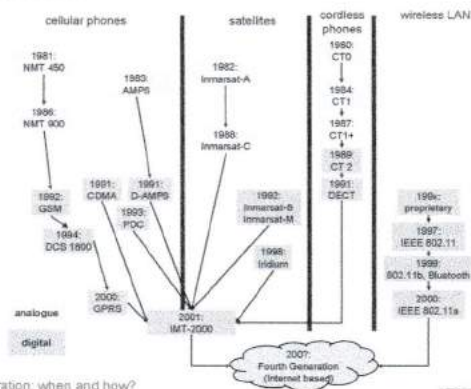 cellular phones
satellites
cordless
phones
wireless LAN
1981:
NMT 450
1986:
NMT 900
1992:
GSM
1994:
DCS 1800
1983:
AMPS
1991:
CDMA
1991:
D-AMPS
1993:
PDC
2000:
GPRS
1982:
Inmarsat-A
1988:
Inmarsat-C
1992:
Inmarsat-B
Inmarsat-M
1998:
Iridium
2001:
IMT-2000
1980:
CT0
1984:
CT1
1987:
CT1+
1989:
CT 2
1991:
DECT
199x:
proprietary
1997:
IEEE 802.11
1999:
802.11b, Bluetooth
2000:
IEEE 802.11a
analogue
digital
200?:
Fourth Generation
(Internet based)
ration: when and how?